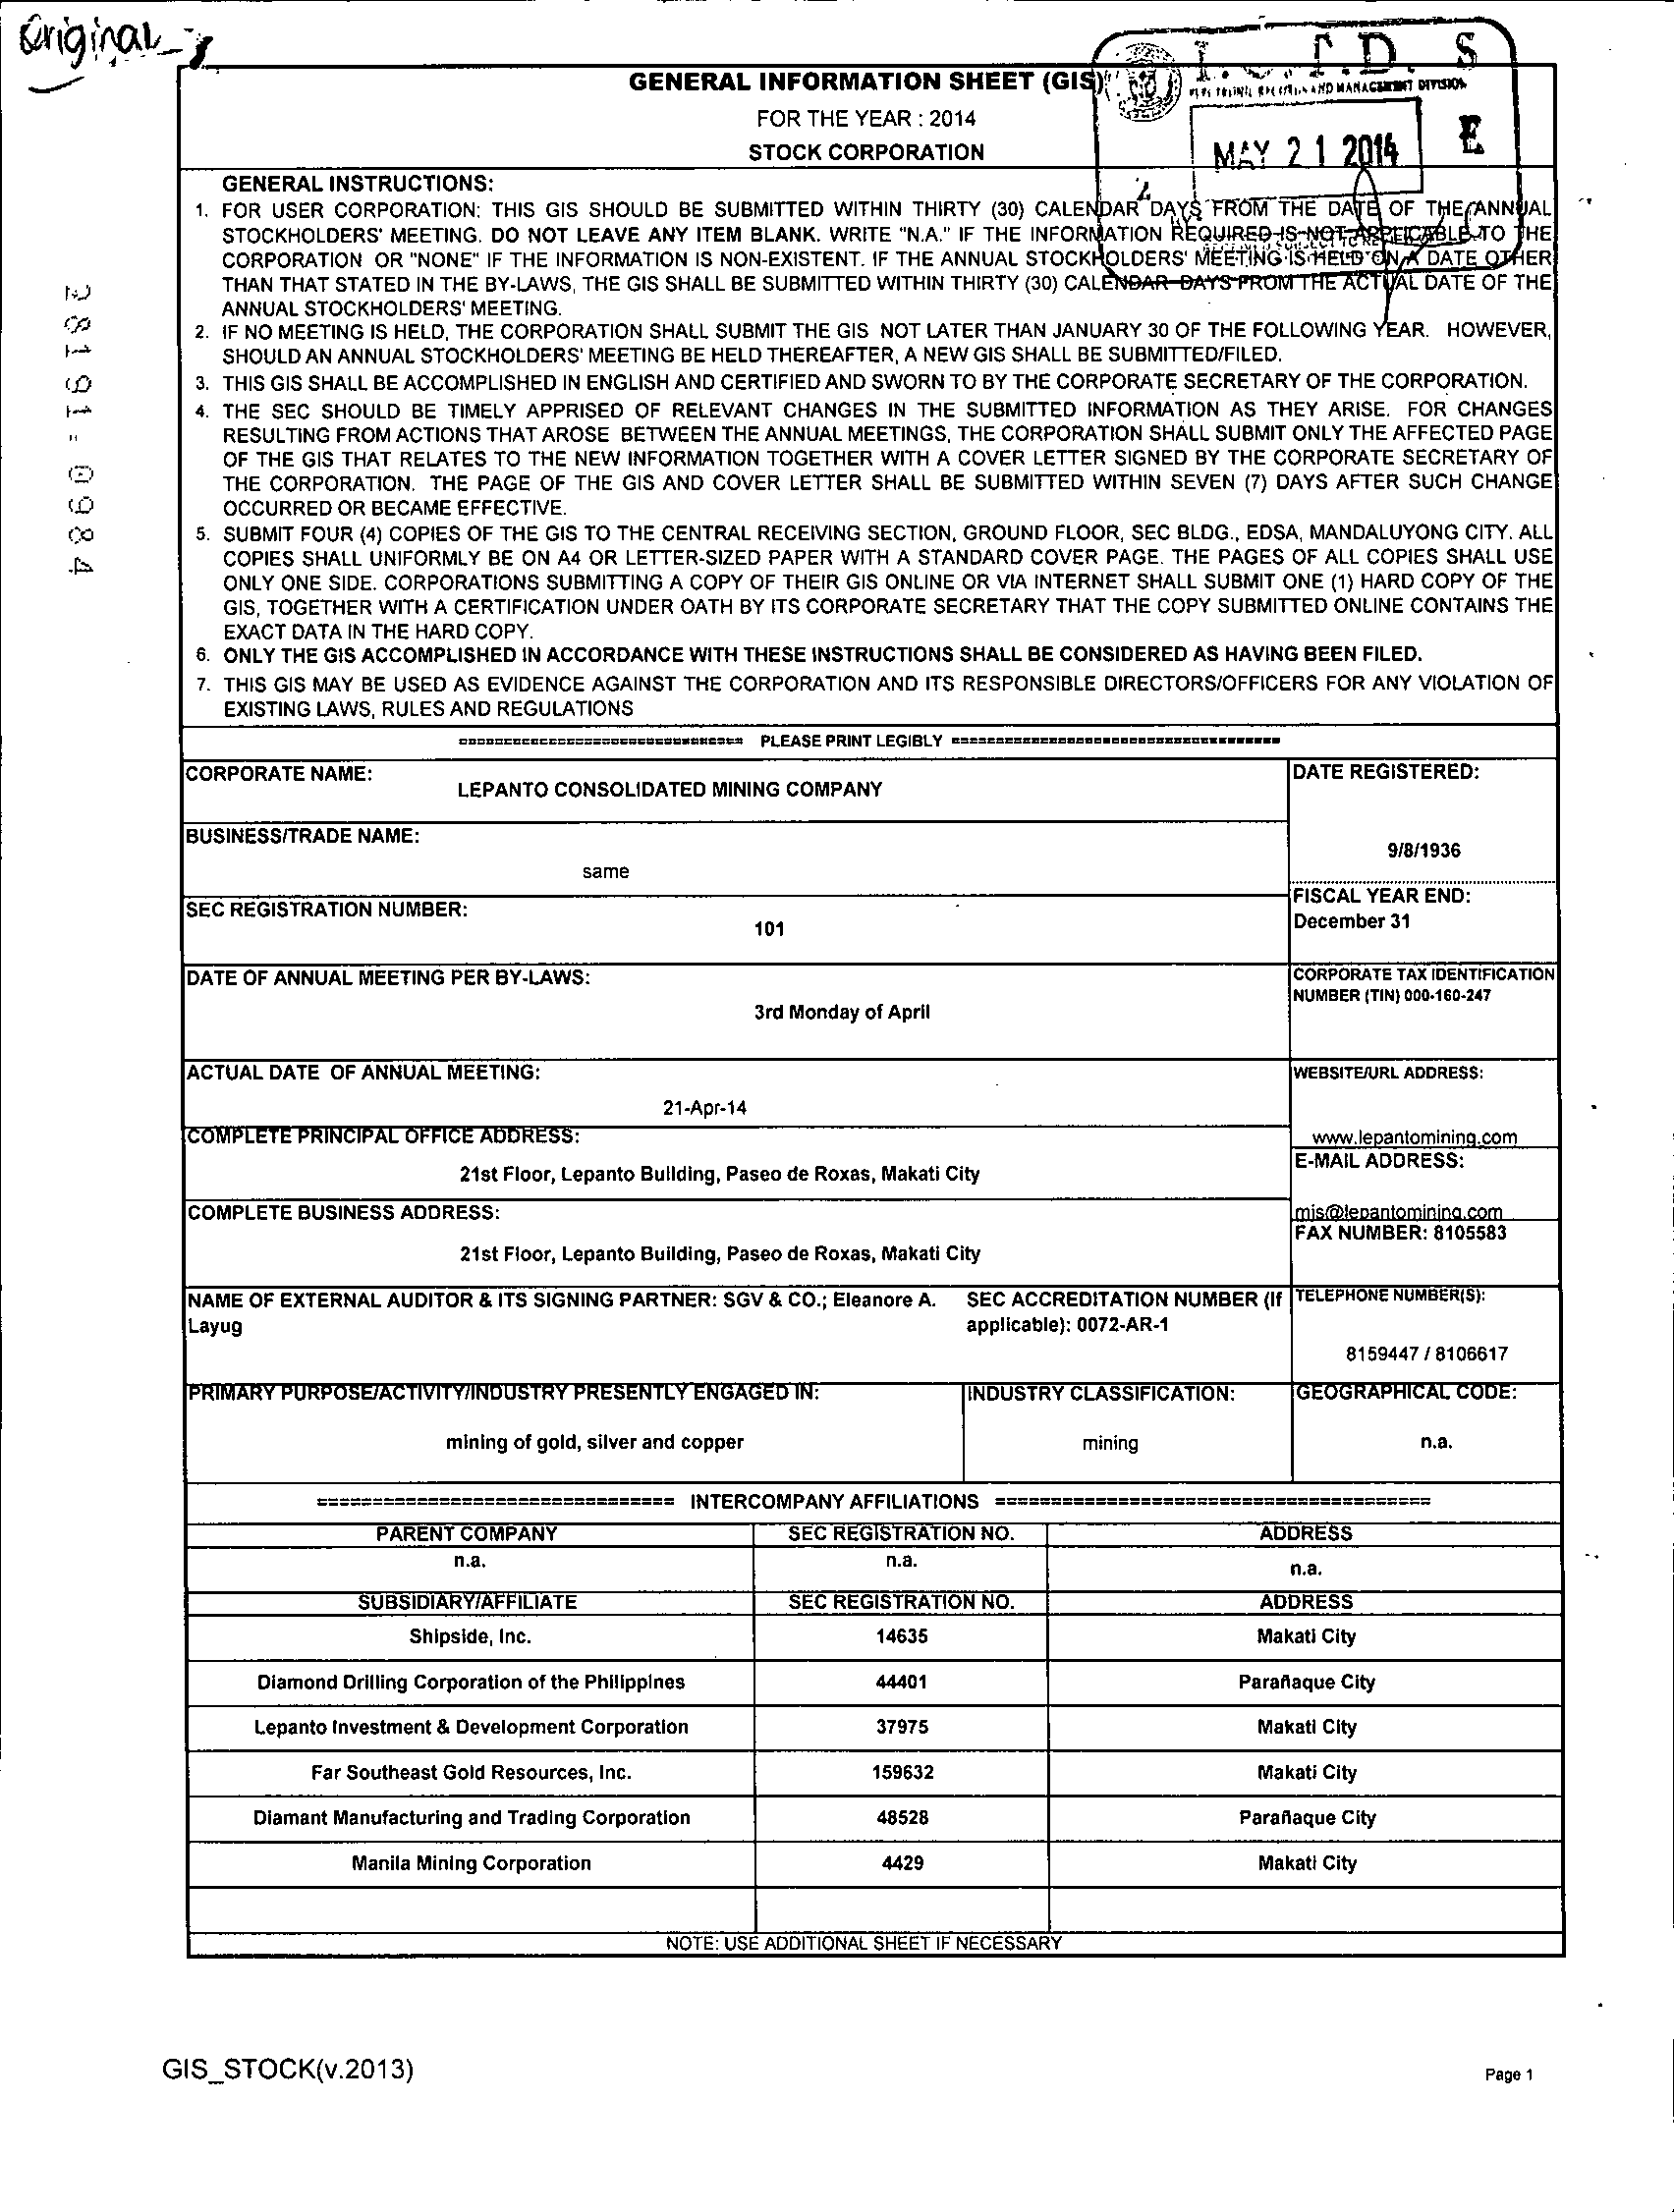 Original
GENERAL INFORMATION SHEET (GIS)
FOR THE YEAR : 2014
STOCK CORPORATION
AND MANAGEMENT DIVISION
S
E
MAY 21 2014
28191-09984
GENERAL INSTRUCTIONS:
1. FOR USER CORPORATION: THIS GIS SHOULD BE SUBMITTED WITHIN THIRTY (30) CALENDAR DAYS FROM THE DATE OF THE ANNUAL
STOCKHOLDERS' MEETING. DO NOT LEAVE ANY ITEM BLANK. WRITE "N.A." IF THE INFORMATION REQUIRED IS NOT APPLICABLE TO THE
CORPORATION OR "NONE" IF THE INFORMATION IS NON-EXISTENT. IF THE ANNUAL STOCKHOLDERS' MEETING IS HELD ON A DATE OTHER
THAN THAT STATED IN THE BY-LAWS, THE GIS SHALL BE SUBMITTED WITHIN THIRTY (30) CALENDAR DAYS FROM THE ACTUAL DATE OF THE
ANNUAL STOCKHOLDERS' MEETING.
2. IF NO MEETING IS HELD, THE CORPORATION SHALL SUBMIT THE GIS NOT LATER THAN JANUARY 30 OF THE FOLLOWING YEAR. HOWEVER,
SHOULD AN ANNUAL STOCKHOLDERS' MEETING BE HELD THEREAFTER, A NEW GIS SHALL BE SUBMITTED/FILED.
3. THIS GIS SHALL BE ACCOMPLISHED IN ENGLISH AND CERTIFIED AND SWORN TO BY THE CORPORATE SECRETARY OF THE CORPORATION.
4. THE SEC SHOULD BE TIMELY APPRISED OF RELEVANT CHANGES IN THE SUBMITTED INFORMATION AS THEY ARISE. FOR CHANGES
RESULTING FROM ACTIONS THAT AROSE BETWEEN THE ANNUAL MEETINGS, THE CORPORATION SHALL SUBMIT ONLY THE AFFECTED PAGE
OF THE GIS THAT RELATES TO THE NEW INFORMATION TOGETHER WITH A COVER LETTER SIGNED BY THE CORPORATE SECRETARY OF
THE CORPORATION. THE PAGE OF THE GIS AND COVER LETTER SHALL BE SUBMITTED WITHIN SEVEN (7) DAYS AFTER SUCH CHANGE
OCCURRED OR BECAME EFFECTIVE.
5. SUBMIT FOUR (4) COPIES OF THE GIS TO THE CENTRAL RECEIVING SECTION, GROUND FLOOR, SEC BLDG., EDSA, MANDALUYONG CITY. ALL
COPIES SHALL UNIFORMLY BE ON A4 OR LETTER-SIZED PAPER WITH A STANDARD COVER PAGE. THE PAGES OF ALL COPIES SHALL USE
ONLY ONE SIDE. CORPORATIONS SUBMITTING A COPY OF THEIR GIS ONLINE OR VIA INTERNET SHALL SUBMIT ONE (1) HARD COPY OF THE
GIS, TOGETHER WITH A CERTIFICATION UNDER OATH BY ITS CORPORATE SECRETARY THAT THE COPY SUBMITTED ONLINE CONTAINS THE
EXACT DATA IN THE HARD COPY.
6. ONLY THE GIS ACCOMPLISHED IN ACCORDANCE WITH THESE INSTRUCTIONS SHALL BE CONSIDERED AS HAVING BEEN FILED.
7. THIS GIS MAY BE USED AS EVIDENCE AGAINST THE CORPORATION AND ITS RESPONSIBLE DIRECTORS/OFFICERS FOR ANY VIOLATION OF
EXISTING LAWS, RULES AND REGULATIONS
PLEASE PRINT LEGIBLY
CORPORATE NAME:
LEPANTO CONSOLIDATED MINING COMPANY
DATE REGISTERED:
9/8/1936
BUSINESS/TRADE NAME:
same
SEC REGISTRATION NUMBER:
101
FISCAL YEAR END:
December 31
DATE OF ANNUAL MEETING PER BY-LAWS:
3rd Monday of April
CORPORATE TAX IDENTIFICATION
NUMBER (TIN) 000-160-247
ACTUAL DATE OF ANNUAL MEETING:
21-Apr-14
WEBSITE/URL ADDRESS:
www.lepantomining.com
COMPLETE PRINCIPAL OFFICE ADDRESS:
21st Floor, Lepanto Building, Paseo de Roxas, Makati City
E-MAIL ADDRESS:
mis@lepantomining.com
COMPLETE BUSINESS ADDRESS:
21st Floor, Lepanto Building, Paseo de Roxas, Makati City
FAX NUMBER: 8105583
NAME OF EXTERNAL AUDITOR & ITS SIGNING PARTNER: SGV & CO.; Eleanore A.
Layug
SEC ACCREDITATION NUMBER (If
applicable): 0072-AR-1
TELEPHONE NUMBER(S):
8159447 / 8106617
PRIMARY PURPOSE/ACTIVITY/INDUSTRY PRESENTLY ENGAGED IN:
mining of gold, silver and copper
INDUSTRY CLASSIFICATION:
mining
GEOGRAPHICAL CODE:
n.a.
INTERCOMPANY AFFILIATIONS
PARENT COMPANY SEC REGISTRATION NO. ADDRESS
n.a. n.a. n.a.
SUBSIDIARY/AFFILIATE SEC REGISTRATION NO. ADDRESS
Shipside, Inc. 14635 Makati City
Diamond Drilling Corporation of the Philippines 44401 Parañaque City
Lepanto Investment & Development Corporation 37975 Makati City
Far Southeast Gold Resources, Inc. 159632 Makati City
Diamant Manufacturing and Trading Corporation 48528 Parañaque City
Manila Mining Corporation 4429 Makati City
NOTE: USE ADDITIONAL SHEET IF NECESSARY
GIS_STOCK(v.2013)
Page 1